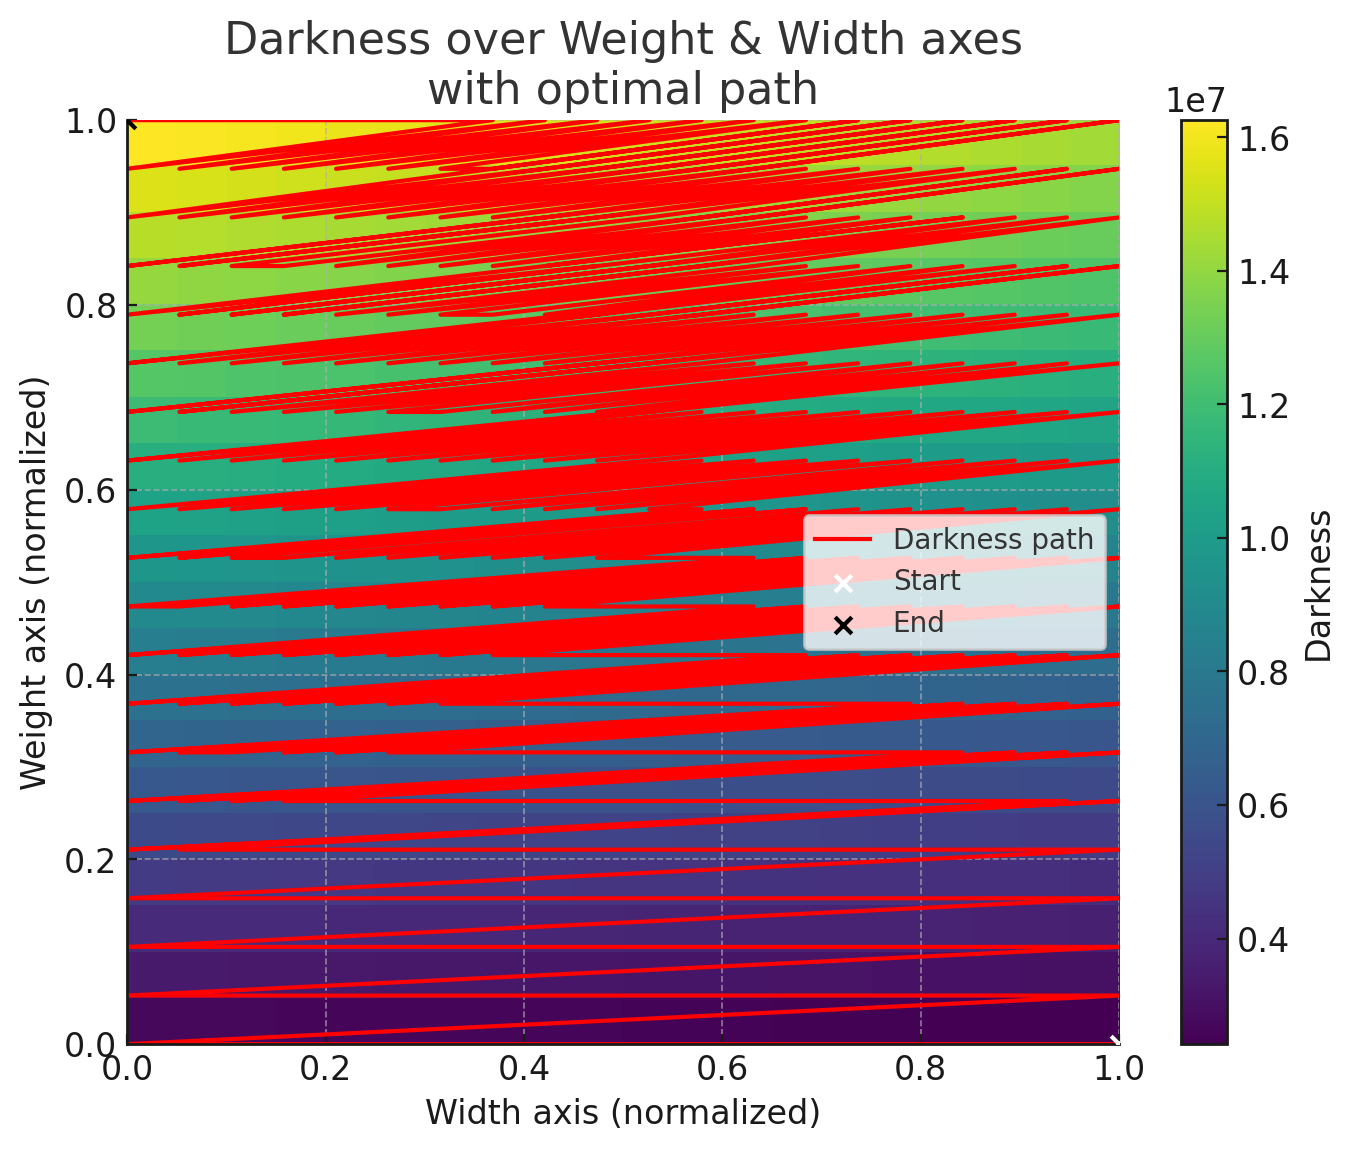 Darkness over Weight & Width axes
with optimal path
1e7
1.0
0.8
0.6
0.4
0.2
0.0
Weight axis (normalized)
0.0 0.2 0.4 0.6 0.8 1.0
Width axis (normalized)
Darkness path
Start
End
1.6
1.4
1.2
1.0
0.8
0.6
0.4
Darkness